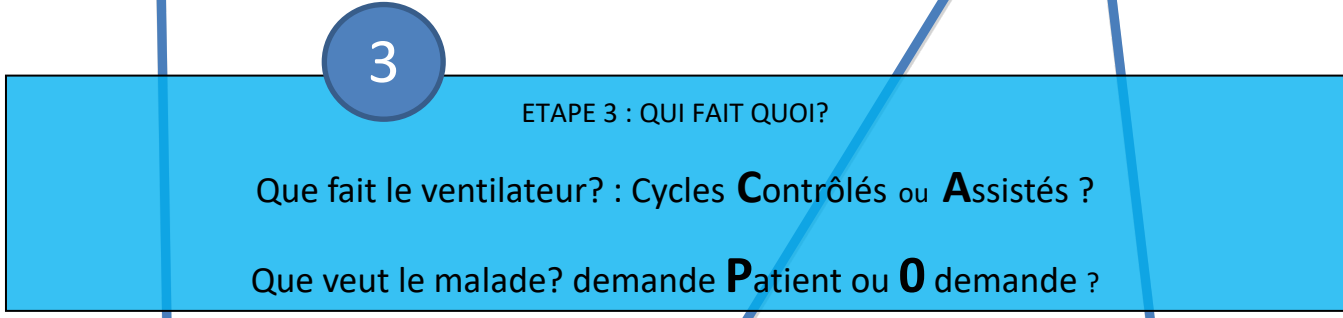 3
ETAPE 3 : QUI FAIT QUOI?
Que fait le ventilateur? : Cycles Contrôlés ou Assistés ?
Que veut le malade? demande Patient ou 0 demande ?